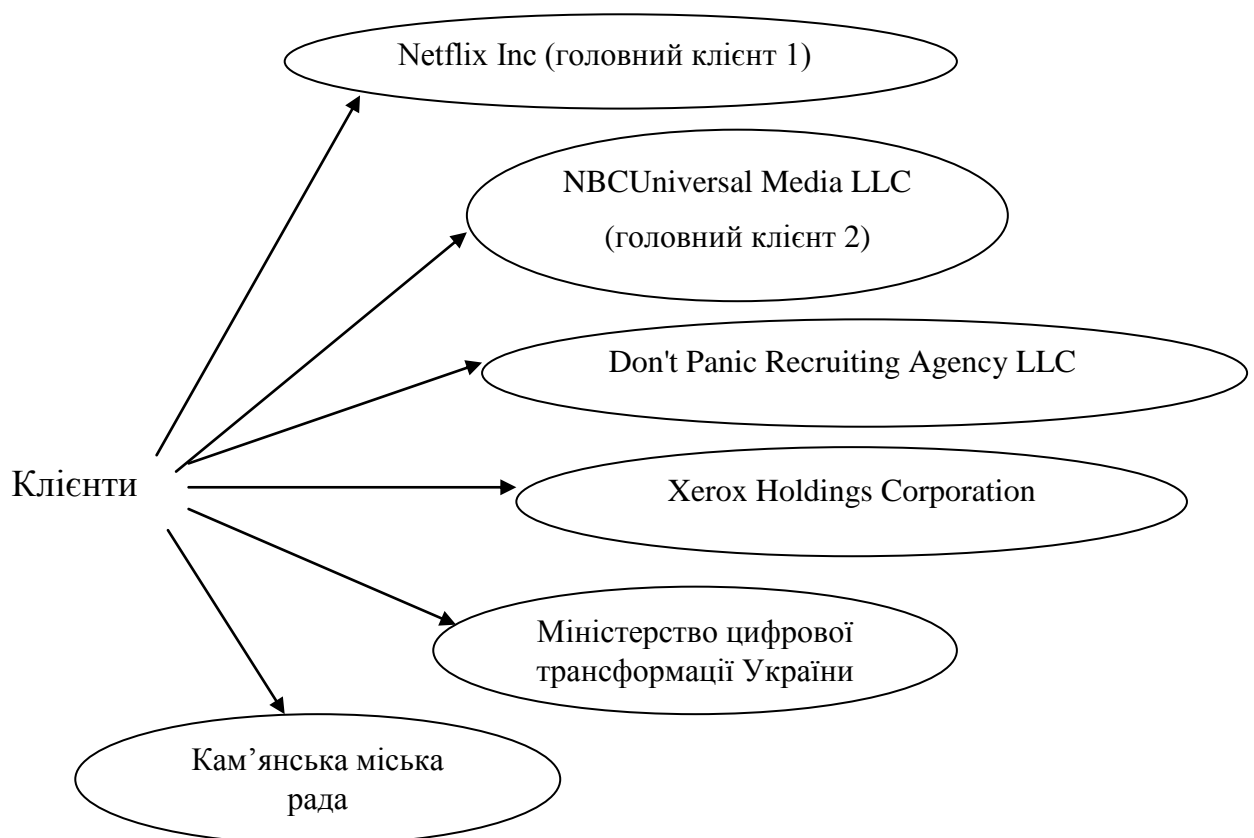 Netflix Inc (головний клієнт 1)
NBCUniversal Media LLC
(головний клієнт 2)
Don't Panic Recruiting Agency LLC
Клієнти
Xerox Holdings Corporation
Міністерство цифрової
трансформації України
Кам’янська міська
рада